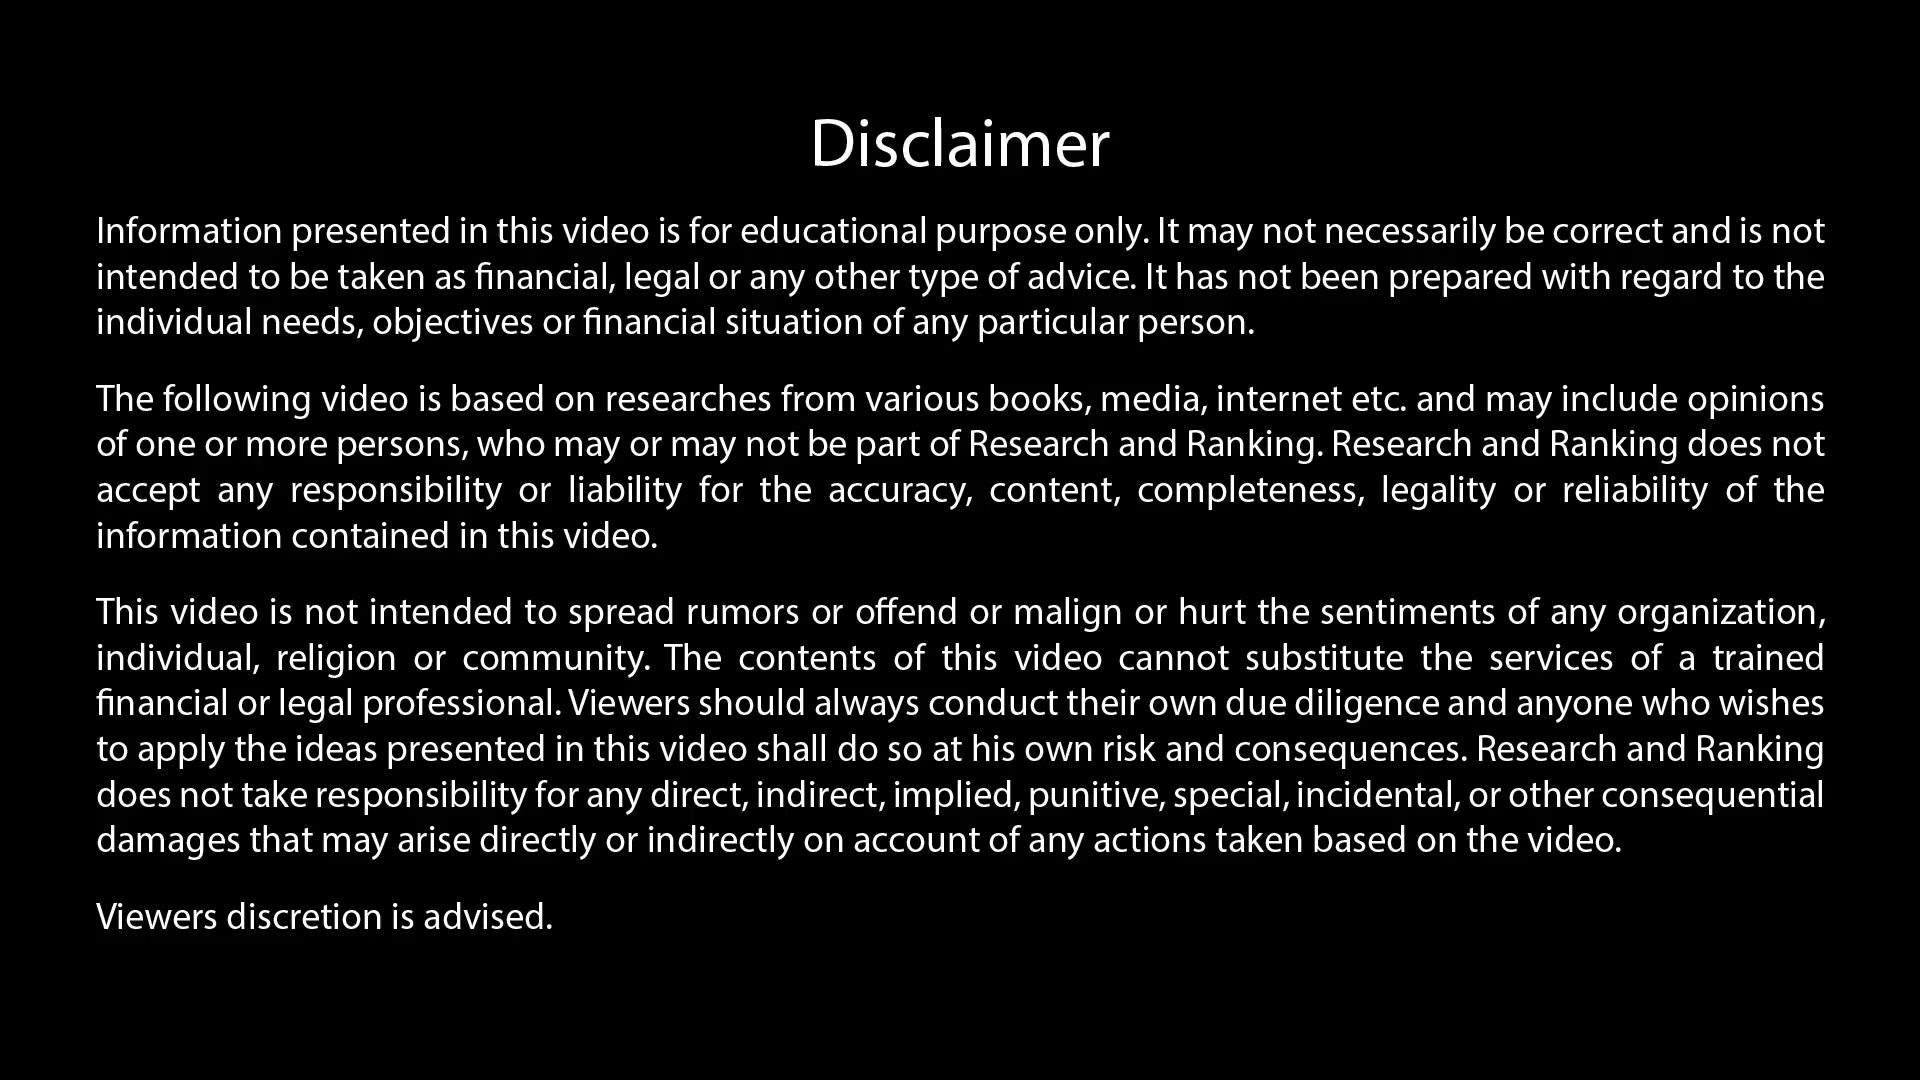 Disclaimer
Information presented in this video is for educational purpose only. It may not necessarily be correct and is not
intended to be taken as financial, legal or any other type of advice. It has not been prepared with regard to the
individual needs, objectives or financial situation of any particular person.
The following video is based on researches from various books, media, internet etc. and may include opinions
of one or more persons, who may or may not be part of Research and Ranking. Research and Ranking does not
accept any responsibility or liability for the accuracy, content, completeness, legality or reliability of the
information contained in this video.
This video is not intended to spread rumors or offend or malign or hurt the sentiments of any organization,
individual, religion or community. The contents of this video cannot substitute the services of a trained
financial or legal professional. Viewers should always conduct their own due diligence and anyone who wishes
to apply the ideas presented in this video shall do so at his own risk and consequences. Research and Ranking
does not take responsibility for any direct, indirect, implied, punitive, special, incidental, or other consequential
damages that may arise directly or indirectly on account of any actions taken based on the video.
Viewers discretion is advised.